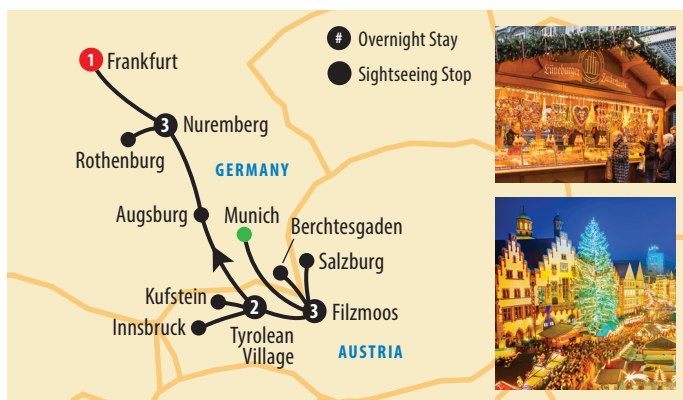 # Overnight Stay
Sightseeing Stop
1 Frankfurt
3 Nuremberg
Rothenburg
GERMANY
Augsburg
Munich
Berchtesgaden
Salzburg
Kufstein
2
3 Filzmoos
Innsbruck
Tyrolean
Village
AUSTRIA
Lüneburger